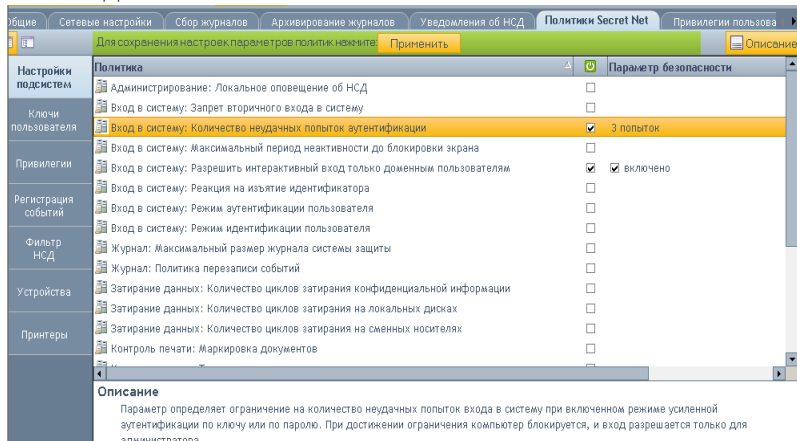 Общие Сетевые настройки Сбор журналов Архивирование журналов Уведомления об НСД Политики Secret Net Привилегии пользова
Для сохранения настроек параметров политик нажмите: Применить Описание
Настройки подсистем
Ключи пользователя
Привилегии
Регистрация событий
Фильтр НСД
Устройства
Принтеры
Политика Параметр безопасности
Администрирование: Локальное оповещение об НСД
Вход в систему: Запрет вторичного входа в систему
Вход в систему: Количество неудачных попыток аутентификации 3 попыток
Вход в систему: Максимальный период неактивности до блокировки экрана
Вход в систему: Разрешить интерактивный вход только доменным пользователям включено
Вход в систему: Реакция на изъятие идентификатора
Вход в систему: Режим аутентификации пользователя
Вход в систему: Режим идентификации пользователя
Журнал: Максимальный размер журнала системы защиты
Журнал: Политика перезаписи событий
Затирание данных: Количество циклов затирания конфиденциальной информации
Затирание данных: Количество циклов затирания на локальных дисках
Затирание данных: Количество циклов затирания на сменных носителях
Контроль печати: Маркировка документов
Описание
Параметр определяет ограничение на количество неудачных попыток входа в систему при включенном режиме усиленной
аутентификации по ключу или по паролю. При достижении ограничения компьютер блокируется, и вход разрешается только для
администратора